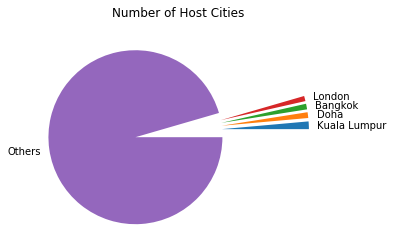 Number of Host Cities
London
Bangkok
Doha
Kuala Lumpur
Others